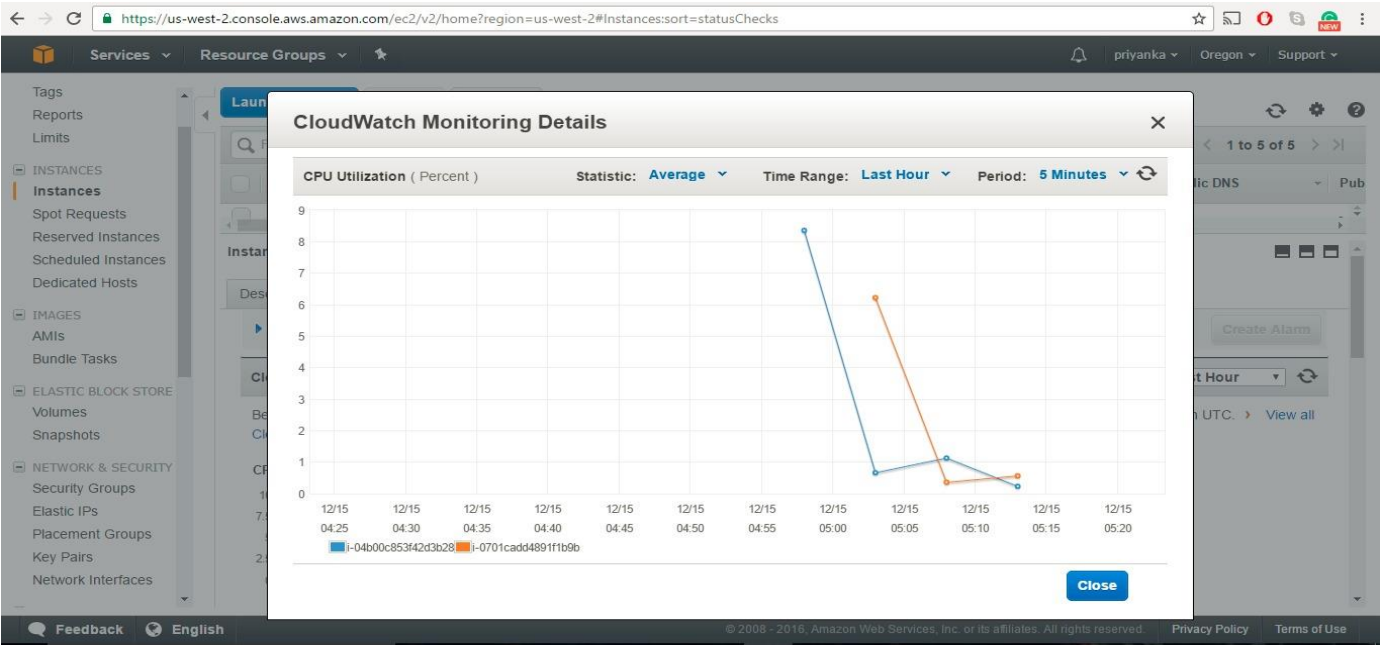 https://us-west-2.console.aws.amazon.com/ec2/v2/home?region=us-west-2#Instances:sort=statusChecks
NEW
Services Resource Groups priyanka Oregon Support
Tags
Reports
Limits
INSTANCES
Instances
Spot Requests
Reserved Instances
Scheduled Instances
Dedicated Hosts
IMAGES
AMIs
Bundle Tasks
ELASTIC BLOCK STORE
Volumes
Snapshots
NETWORK & SECURITY
Security Groups
Elastic IPs
Placement Groups
Key Pairs
Network Interfaces
Laun
1 to 5 of 5
lic DNS Pub
Instan
Des
Create Alarm
Cl
st Hour
Be
n UTC. View all
Cl
CloudWatch Monitoring Details
CPU Utilization ( Percent ) Statistic: Average Time Range: Last Hour Period: 5 Minutes
9
8
7
6
5
4
3
2
1
0
12/15 12/15 12/15 12/15 12/15 12/15 12/15 12/15 12/15 12/15 12/15 12/15
04:25 04:30 04:35 04:40 04:45 04:50 04:55 05:00 05:05 05:10 05:15 05:20
i-04b00c853f42d3b28 i-0701cadd4891f1b9b
Close
Feedback English © 2008 - 2016, Amazon Web Services, Inc. or its affiliates. All rights reserved. Privacy Policy Terms of Use